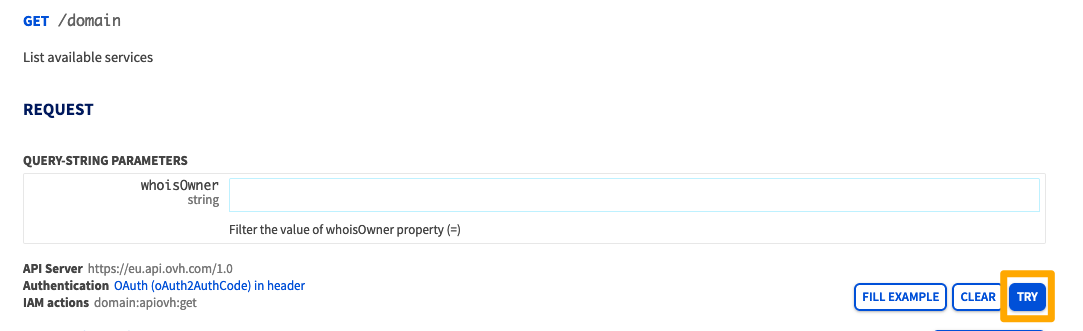 GET /domain
List available services
REQUEST
QUERY-STRING PARAMETERS
whoisOwner
string
Filter the value of whoisOwner property (=)
API Server https://eu.api.ovh.com/1.0
Authentication OAuth (oAuth2AuthCode) in header
IAM actions domain:apiovh:get
FILL EXAMPLE CLEAR TRY